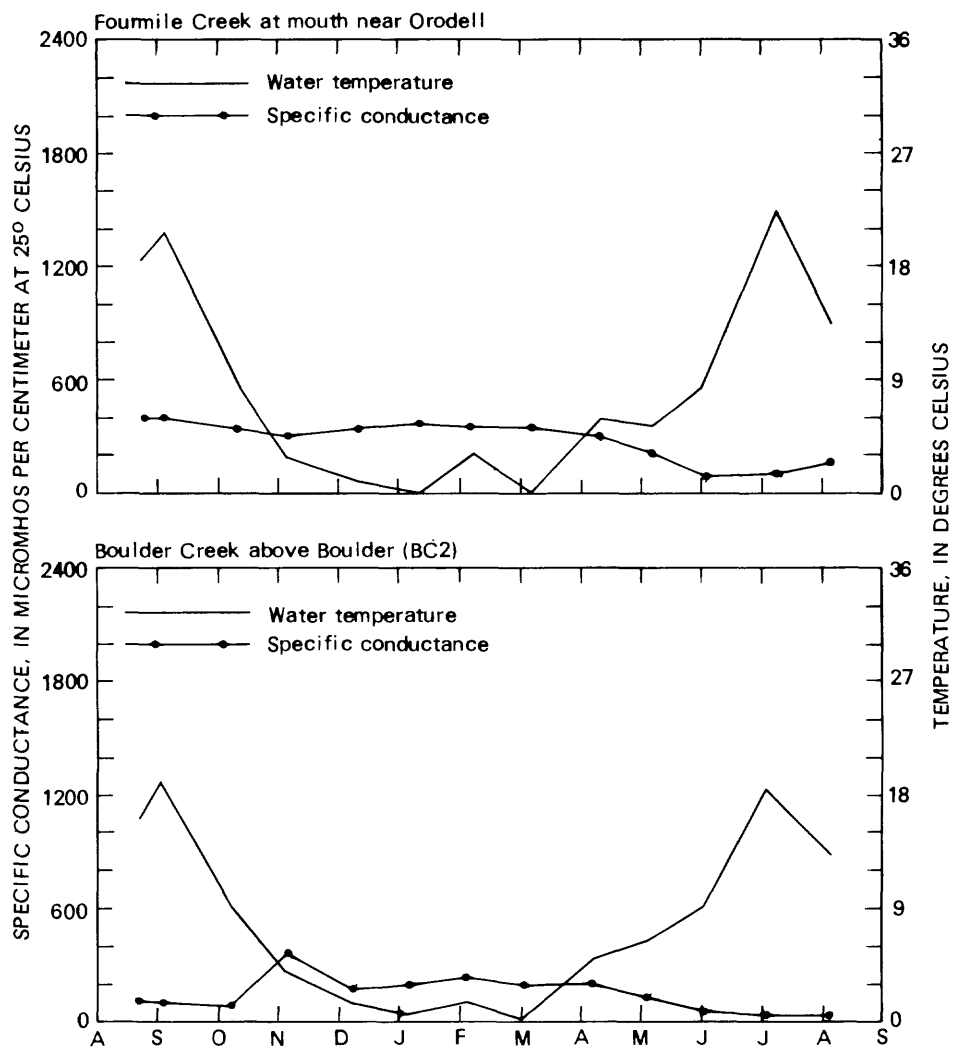 Fourmile Creek at mouth near Orodell
2400
1800
1200
600
0
36
27
18
9
0
Water temperature
Specific conductance
Boulder Creek above Boulder (BC2)
2400
1800
1200
600
0
36
27
18
9
0
Water temperature
Specific conductance
A S O N D J F M A M J J A S
SPECIFIC CONDUCTANCE, IN MICROMHOS PER CENTIMETER AT 25º CELSIUS
TEMPERATURE, IN DEGREES CELSIUS